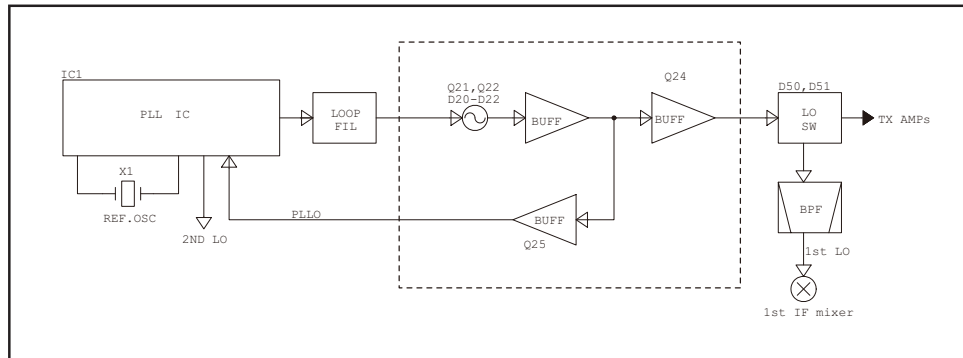 IC1
PLL IC
X1
REF.OSC
2ND LO
LOOP
FIL
Q21,Q22
D20-D22
BUFF
Q24
BUFF
PLLO
BUFF
Q25
D50,D51
LO
SW
TX AMPs
BPF
1st LO
1st IF mixer